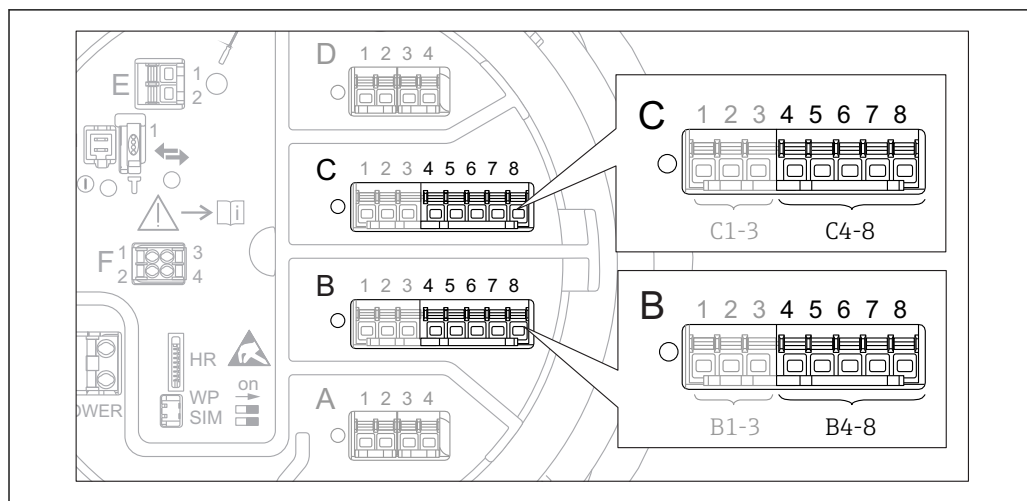 D 1 2 3 4
E 1
2
1
C 1 2 3 4 5 6 7 8
C 1 2 3 4 5 6 7 8
C1-3 C4-8
i
F 1 3
2 4
B 1 2 3 4 5 6 7 8
B 1 2 3 4 5 6 7 8
B1-3 B4-8
HR
on
WP
SIM
OWER
A 1 2 3 4